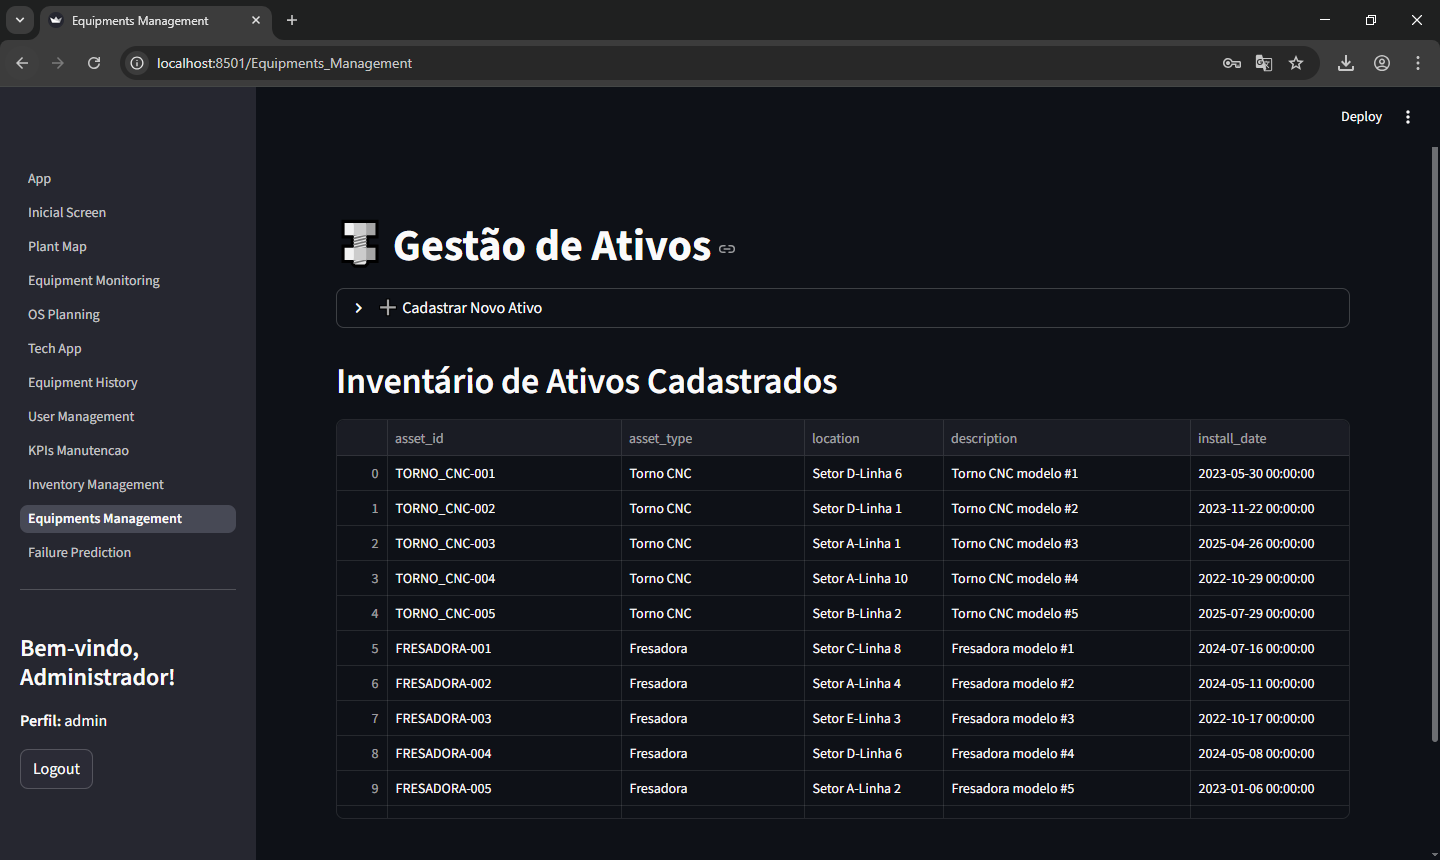 Equipments Management
localhost:8501/Equipments_Management
Deploy
App
Inicial Screen
Plant Map
Equipment Monitoring
OS Planning
Tech App
Equipment History
User Management
KPIs Manutencao
Inventory Management
Equipments Management
Failure Prediction
Bem-vindo,
Administrador!
Perfil: admin
Logout
Gestão de Ativos
Cadastrar Novo Ativo
Inventário de Ativos Cadastrados
asset_id asset_type location description install_date
0 TORNO_CNC-001 Torno CNC Setor D-Linha 6 Torno CNC modelo #1 2023-05-30 00:00:00
1 TORNO_CNC-002 Torno CNC Setor D-Linha 1 Torno CNC modelo #2 2023-11-22 00:00:00
2 TORNO_CNC-003 Torno CNC Setor A-Linha 1 Torno CNC modelo #3 2025-04-26 00:00:00
3 TORNO_CNC-004 Torno CNC Setor A-Linha 10 Torno CNC modelo #4 2022-10-29 00:00:00
4 TORNO_CNC-005 Torno CNC Setor B-Linha 2 Torno CNC modelo #5 2025-07-29 00:00:00
5 FRESADORA-001 Fresadora Setor C-Linha 8 Fresadora modelo #1 2024-07-16 00:00:00
6 FRESADORA-002 Fresadora Setor A-Linha 4 Fresadora modelo #2 2024-05-11 00:00:00
7 FRESADORA-003 Fresadora Setor E-Linha 3 Fresadora modelo #3 2022-10-17 00:00:00
8 FRESADORA-004 Fresadora Setor D-Linha 6 Fresadora modelo #4 2024-05-08 00:00:00
9 FRESADORA-005 Fresadora Setor A-Linha 2 Fresadora modelo #5 2023-01-06 00:00:00